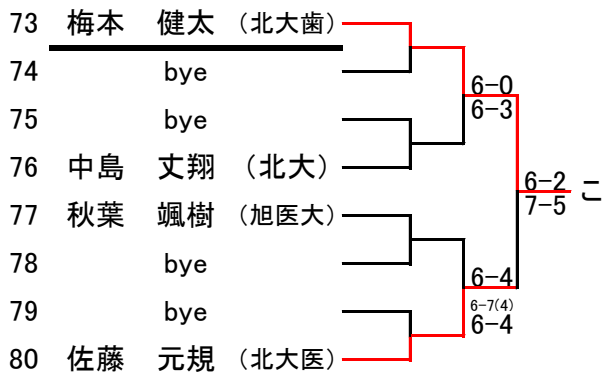 73 梅本 健太 (北大歯)
74 bye
6-0
75 bye
6-3
76 中島 丈翔 (北大)
6-2 こ
77 秋葉 颯樹 (旭医大)
7-5
78 bye
6-4
79 bye
6-7(4)
6-4
80 佐藤 元規 (北大医)